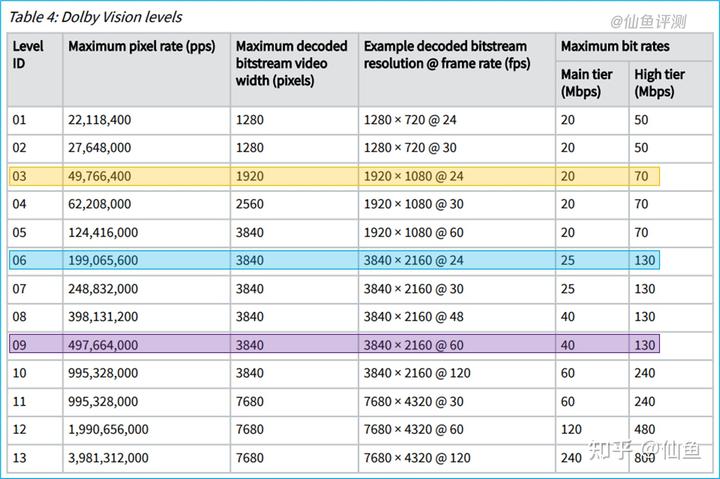 Table 4: Dolby Vision levels
@仙鱼评测
Level ID Maximum pixel rate (pps) Maximum decoded bitstream video width (pixels) Example decoded bitstream resolution @ frame rate (fps) Maximum bit rates
Main tier (Mbps) High tier (Mbps)
01 22,118,400 1280 1280 × 720 @ 24 20 50
02 27,648,000 1280 1280 × 720 @ 30 20 50
03 49,766,400 1920 1920 × 1080 @ 24 20 70
04 62,208,000 2560 1920 × 1080 @ 30 20 70
05 124,416,000 3840 1920 × 1080 @ 60 20 70
06 199,065,600 3840 3840 × 2160 @ 24 25 130
07 248,832,000 3840 3840 × 2160 @ 30 25 130
08 398,131,200 3840 3840 × 2160 @ 48 40 130
09 497,664,000 3840 3840 × 2160 @ 60 40 130
10 995,328,000 3840 3840 × 2160 @ 120 60 240
11 995,328,000 7680 7680 × 4320 @ 30 60 240
12 1,990,656,000 7680 7680 × 4320 @ 60 120 480
13 3,981,312,000 7680 7680 × 4320 @ 120 240 800
知乎 @仙鱼